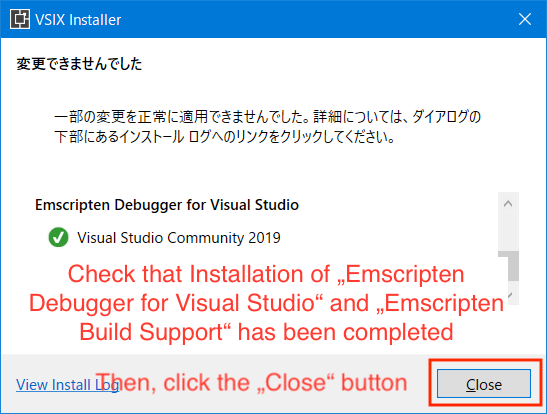 VSIX Installer
変更できませんでした
一部の変更を正常に適用できませんでした。詳細については、ダイアログの
下部にあるインストール ログへのリンクをクリックしてください。
Emscripten Debugger for Visual Studio
Visual Studio Community 2019
Check that Installation of „Emscripten
Debugger for Visual Studio“ and „Emscripten
Build Support“ has been completed
View Install Log
Then, click the „Close“ button
Close